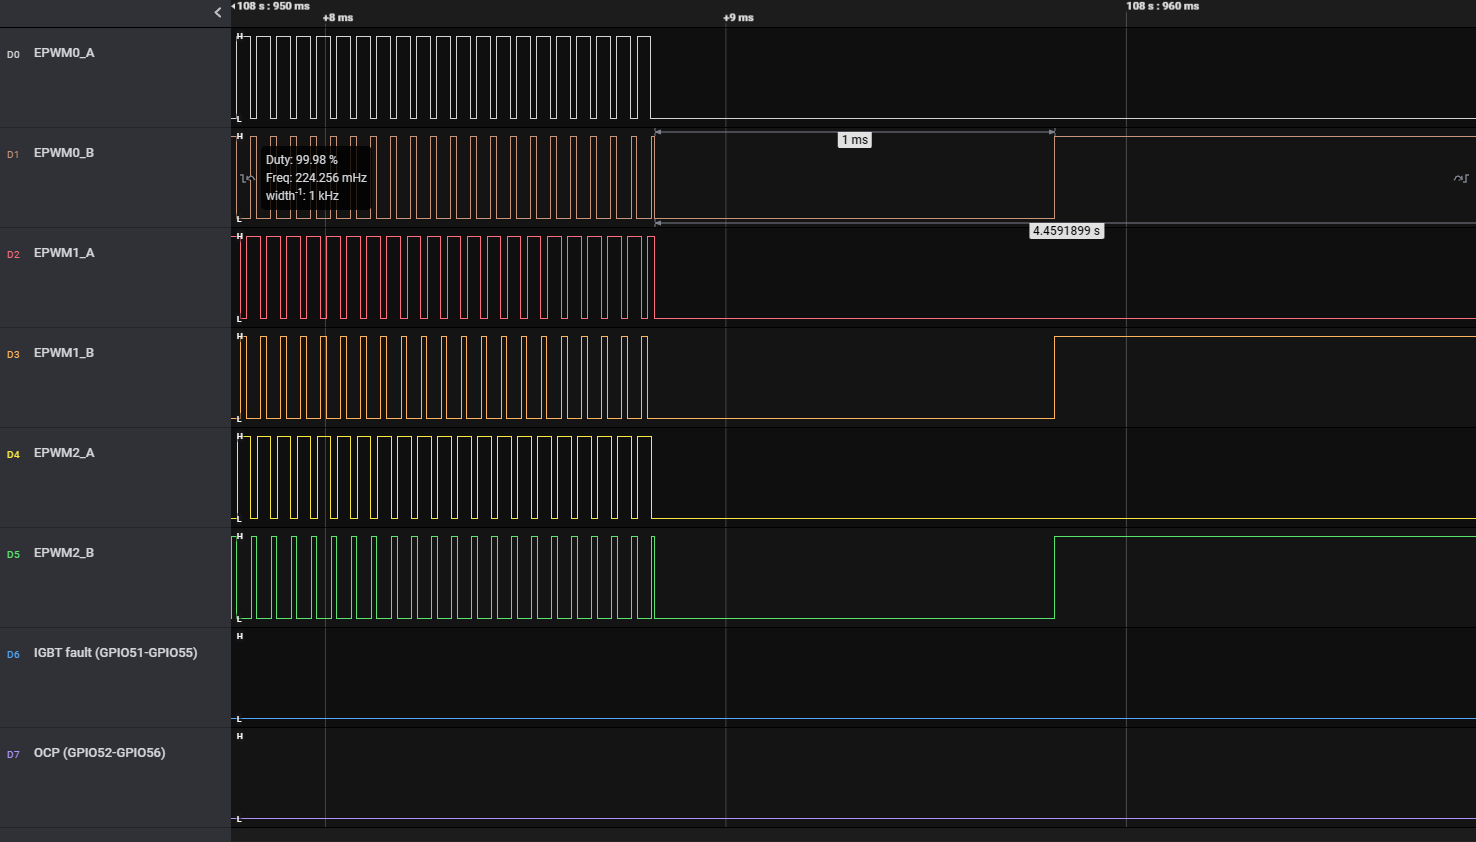 108 s : 950 ms
108 s : 960 ms
+8 ms
+9 ms
D0 EPWM0_A
H
L
D1 EPWM0_B
H
1 ms
Duty: 99.98 %
Freq: 224.256 mHz
width-1: 1 kHz
L
4.4591899 s
D2 EPWM1_A
H
L
D3 EPWM1_B
H
L
D4 EPWM2_A
H
L
D5 EPWM2_B
H
L
D6 IGBT fault (GPIO51-GPIO55)
H
L
D7 OCP (GPIO52-GPIO56)
H
L